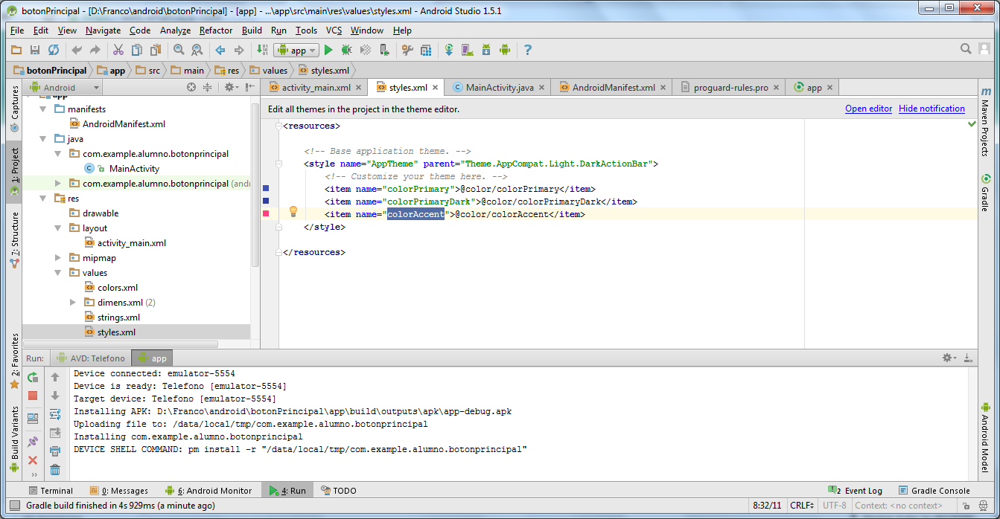 botonPrincipal - [D:\Franco\android\botonPrincipal] - [app] - ...\app\src\main\res\values\styles.xml - Android Studio 1.5.1
File Edit View Navigate Code Analyze Refactor Build Run Tools VCS Window Help
app
botonPrincipal app src main res values styles.xml
Android
activity_main.xml styles.xml MainActivity.java AndroidManifest.xml proguard-rules.pro app
Captures
1: Project
7: Structure
2: Favorites
Build Variants
app
manifests
AndroidManifest.xml
java
com.example.alumno.botonprincipal
MainActivity
com.example.alumno.botonprincipal (andr
res
drawable
layout
activity_main.xml
mipmap
values
colors.xml
dimens.xml (2)
strings.xml
styles.xml
Edit all themes in the project in the theme editor. Open editor Hide notification
<resources>
<!-- Base application theme. -->
<style name="AppTheme" parent="Theme.AppCompat.Light.DarkActionBar">
<!-- Customize your theme here. -->
<item name="colorPrimary">@color/colorPrimary</item>
<item name="colorPrimaryDark">@color/colorPrimaryDark</item>
<item name="colorAccent">@color/colorAccent</item>
</style>
</resources>
m Maven Projects
Gradle
Android Model
Run: AVD: Telefono app
Device connected: emulator-5554
Device is ready: Telefono [emulator-5554]
Target device: Telefono [emulator-5554]
Installing APK: D:\Franco\android\botonPrincipal\app\build\outputs\apk\app-debug.apk
Uploading file to: /data/local/tmp/com.example.alumno.botonprincipal
Installing com.example.alumno.botonprincipal
DEVICE SHELL COMMAND: pm install -r "/data/local/tmp/com.example.alumno.botonprincipal"
Terminal 0: Messages 6: Android Monitor 4: Run TODO 2 Event Log Gradle Console
Gradle build finished in 4s 929ms (a minute ago) 8:32/11 CRLF UTF-8 Context: <no context>